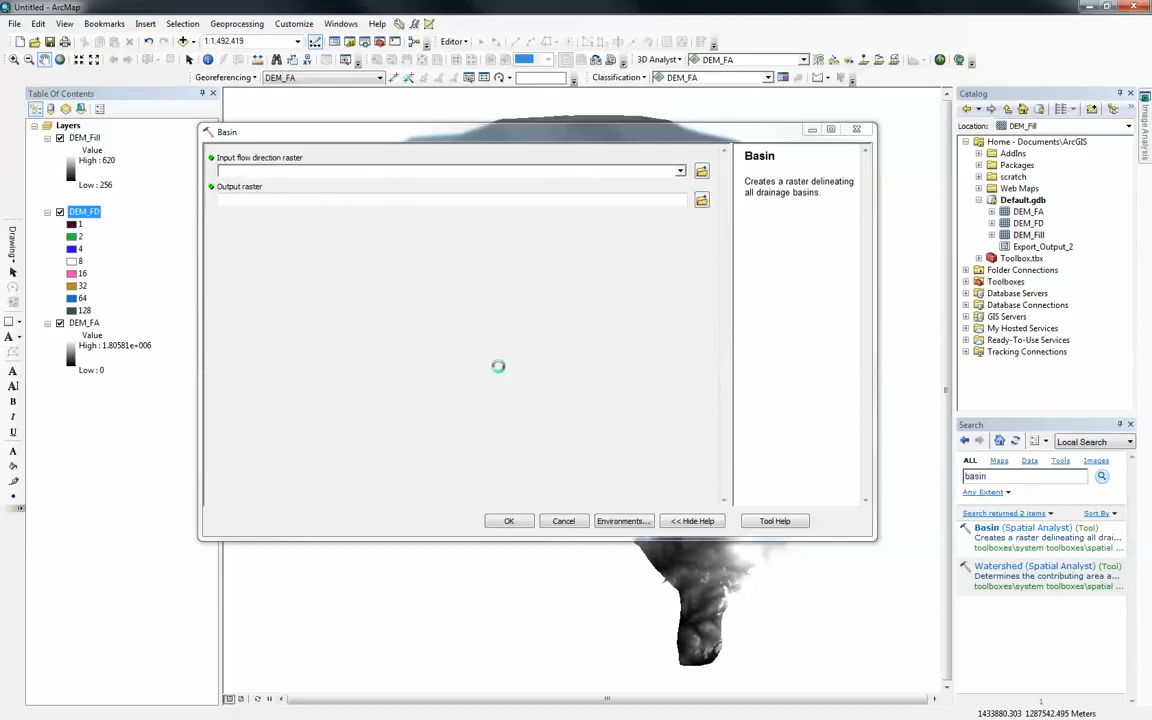 Untitled - ArcMap
File Edit View Bookmarks Insert Selection Geoprocessing Customize Windows Help
1:1,492,419
Editor
3D Analyst
DEM_FA
Georeferencing
DEM_FA
Classification
DEM_FA
Table Of Contents
Layers
DEM_Fill
Value
High : 620
Low : 256
DEM_FD
1
2
4
8
16
32
64
128
DEM_FA
Value
High : 1.80581e+006
Low : 0
Drawing
Basin
Input flow direction raster
Output raster
OK
Cancel
Environments...
<< Hide Help
Tool Help
Basin
Creates a raster delineating
all drainage basins.
Catalog
Location: DEM_Fill
Home - Documents\ArcGIS
AddIns
Packages
scratch
Web Maps
Default.gdb
DEM_FA
DEM_FD
DEM_Fill
Export_Output_2
Toolbox.tbx
Folder Connections
Toolboxes
Database Servers
Database Connections
GIS Servers
My Hosted Services
Ready-To-Use Services
Tracking Connections
Image Analysis
Search
Local Search
ALL Maps Data Tools Images
basin
Any Extent
Search returned 2 items
Sort By
Basin (Spatial Analyst) (Tool)
Creates a raster delineating all drai...
toolboxes\system toolboxes\spatial ...
Watershed (Spatial Analyst) (Tool)
Determines the contributing area a...
toolboxes\system toolboxes\spatial ...
1
1433880.303 1287542.495 Meters